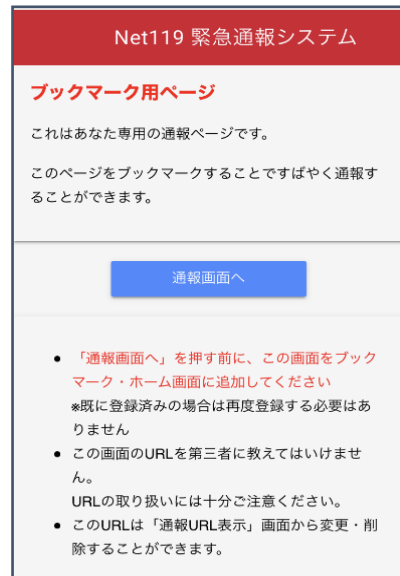 Net119 緊急通報システム
ブックマーク用ページ
これはあなた専用の通報ページです。
このページをブックマークすることですばやく通報す
ることができます。
通報画面へ
● 「通報画面へ」を押す前に、この画面をブック
マーク・ホーム画面に追加してください
※既に登録済みの場合は再度登録する必要はあ
りません
● この画面のURLを第三者に教えてはいけませ
ん。
URLの取り扱いには十分ご注意ください。
● このURLは「通報URL表示」画面から変更・削
除することができます。